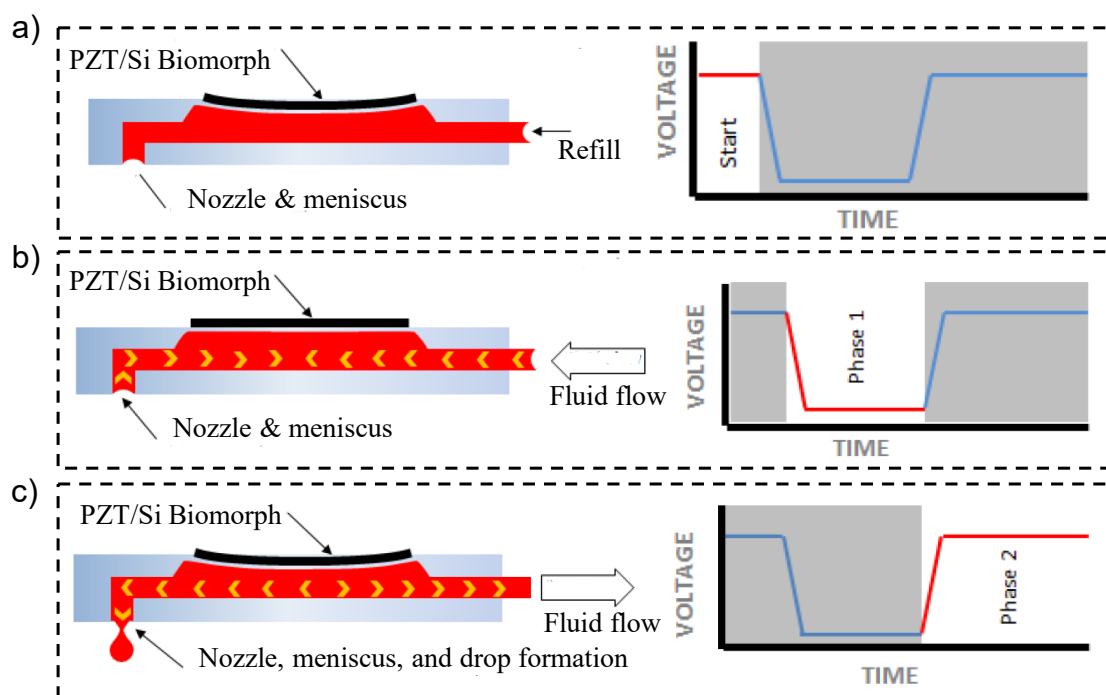 a)
PZT/Si Biomorph
Refill
Nozzle & meniscus
VOLTAGE
Start
TIME
b)
PZT/Si Biomorph
Fluid flow
Nozzle & meniscus
VOLTAGE
Phase 1
TIME
c)
PZT/Si Biomorph
Fluid flow
Nozzle, meniscus, and drop formation
VOLTAGE
Phase 2
TIME